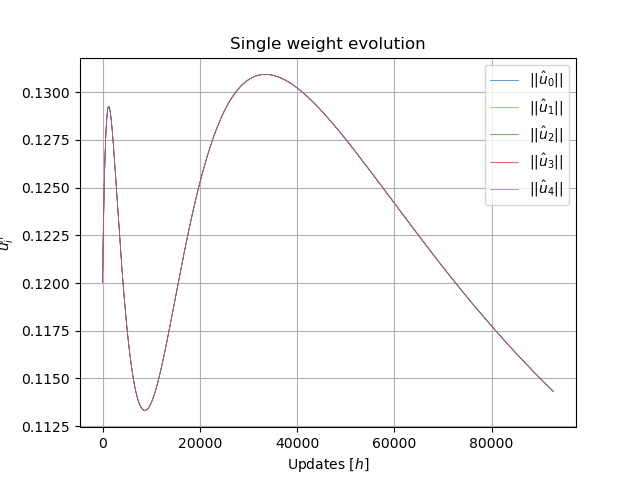 Single weight evolution
0.1300
0.1275
0.1250
0.1225
0.1200
0.1175
0.1150
0.1125
0
20000
40000
60000
80000
Updates [h]
||û₀||
||û₁||
||û₂||
||û₃||
||û₄||